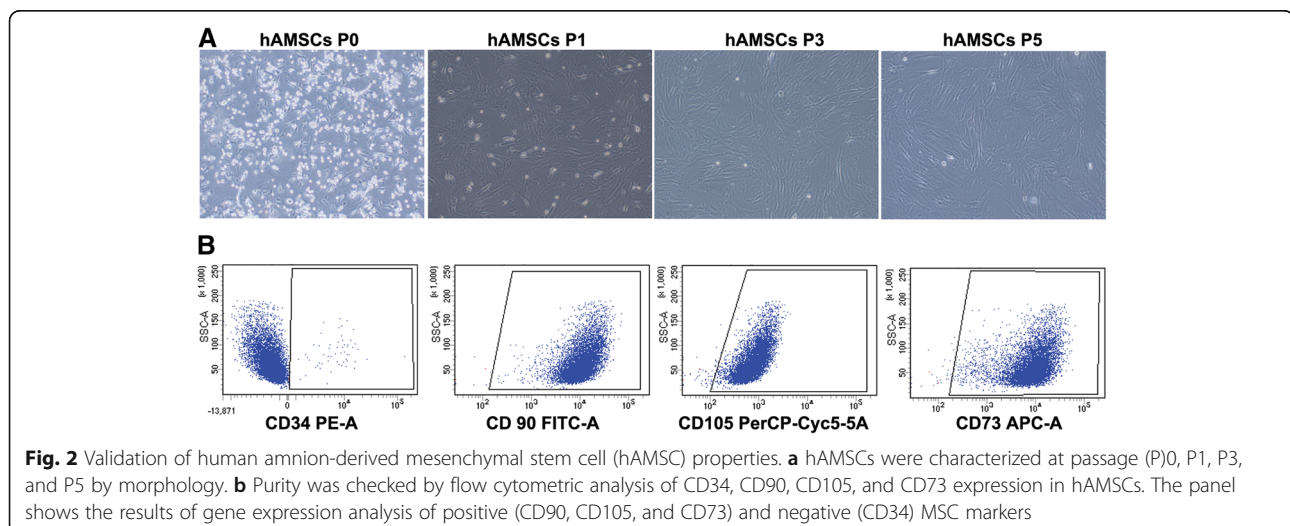 A
hAMSCs P0 hAMSCs P1 hAMSCs P3 hAMSCs P5
B
SSC-A (x 1,000) 50 100 150 200 250
-13,871 0 10^4 10^5
CD34 PE-A
SSC-A (x 1,000) 50 100 150 200 250
10^2 10^3 10^4 10^5
CD 90 FITC-A
SSC-A (x 1,000) 50 100 150 200 250
10^2 10^3 10^4 10^5
CD105 PerCP-Cyc5-5A
SSC-A (x 1,000) 50 100 150 200 250
10^2 10^3 10^4 10^5
CD73 APC-A
Fig. 2 Validation of human amnion-derived mesenchymal stem cell (hAMSC) properties. a hAMSCs were characterized at passage (P)0, P1, P3,
and P5 by morphology. b Purity was checked by flow cytometric analysis of CD34, CD90, CD105, and CD73 expression in hAMSCs. The panel
shows the results of gene expression analysis of positive (CD90, CD105, and CD73) and negative (CD34) MSC markers